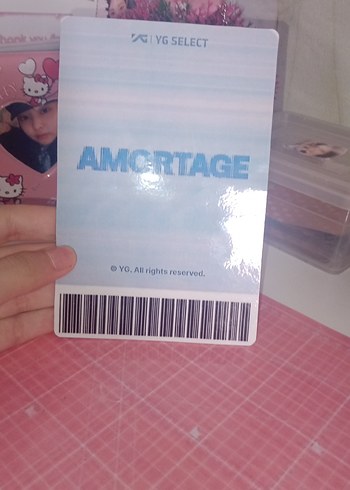 YG | YG SELECT
AMORTAGE
© YG. All rights reserved.